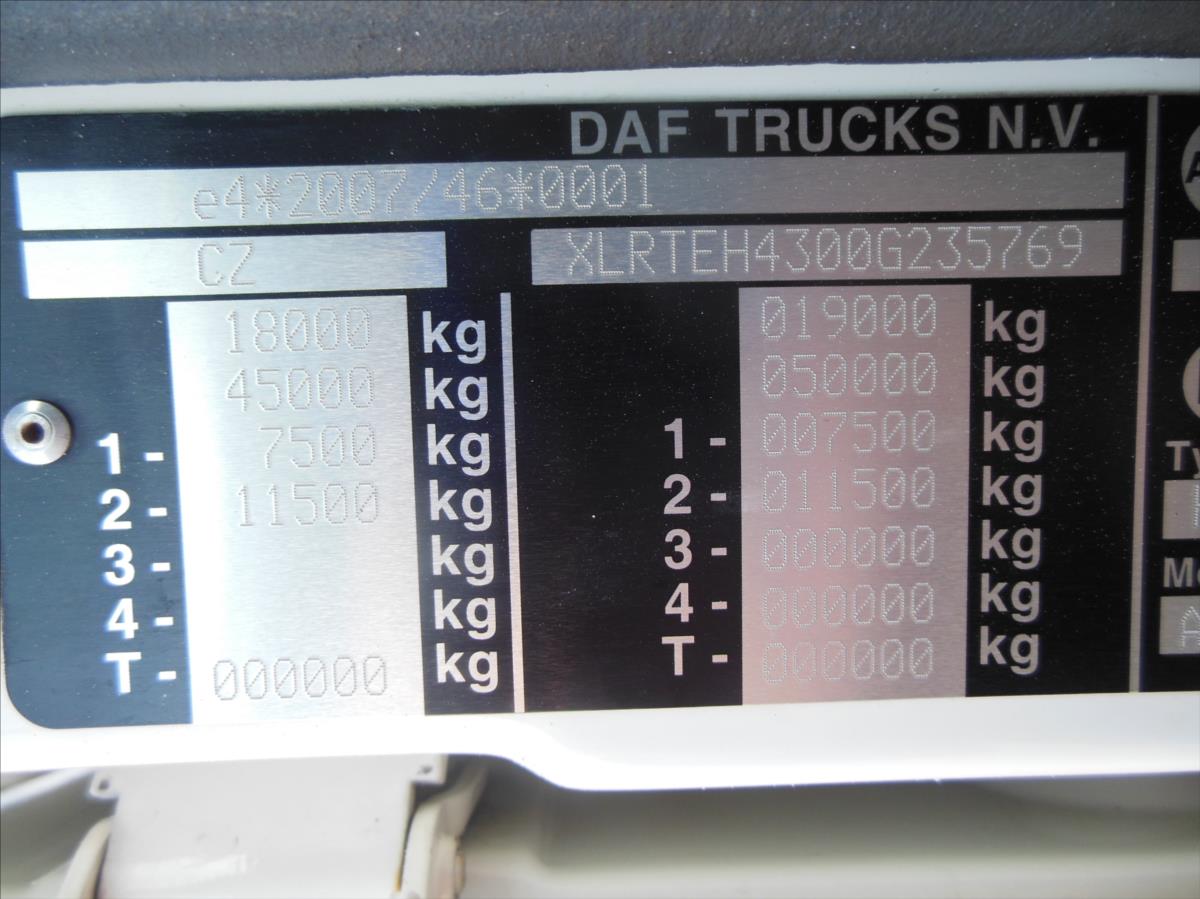 DAF TRUCKS N.V.
e4*2007/46*0001
CZ XLRTEH4300G235769
18000 kg 019000 kg
45000 kg 050000 kg
1- 7500 kg 1- 007500 kg
2- 11500 kg 2- 011500 kg
3- kg 3- 000000 kg
4- kg 4- 000000 kg
T- 000000 kg T- 000000 kg